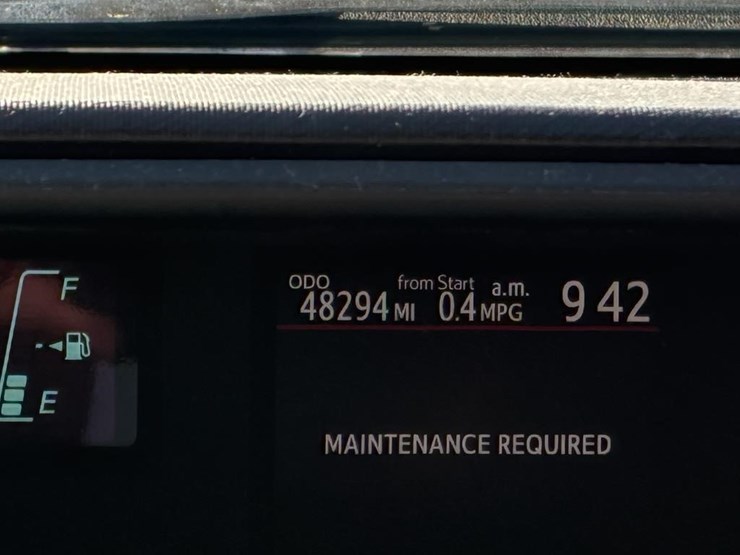 F
E
ODO from Start a.m.
48294 MI 0.4 MPG 9 42
MAINTENANCE REQUIRED